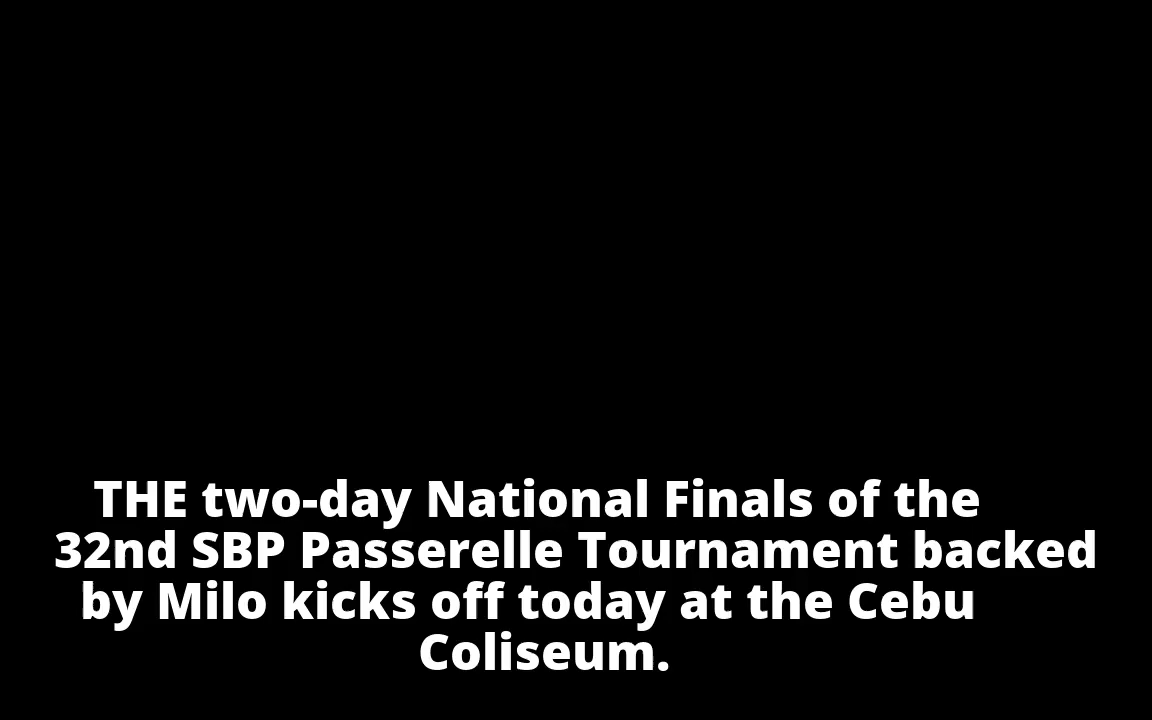 THE two-day National Finals of the
32nd SBP Passerelle Tournament backed
by Milo kicks off today at the Cebu
Coliseum.